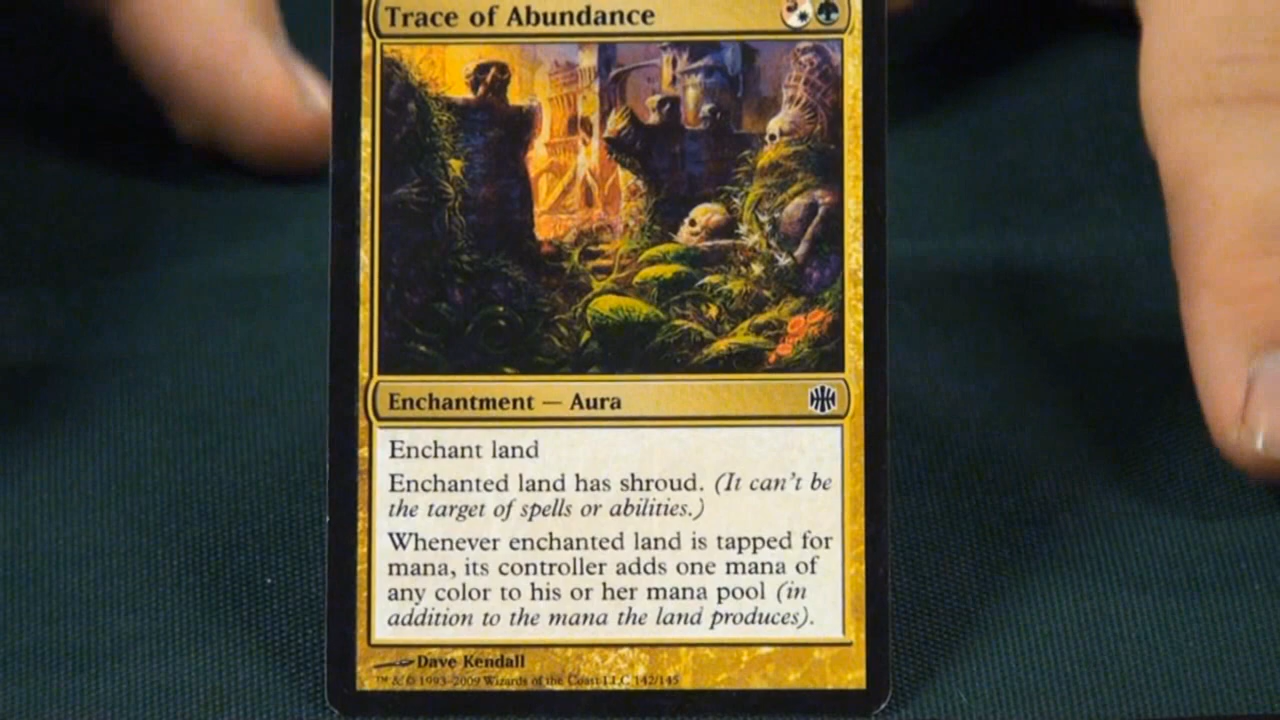 Trace of Abundance
Enchantment — Aura
Enchant land
Enchanted land has shroud. (It can't be
the target of spells or abilities.)
Whenever enchanted land is tapped for
mana, its controller adds one mana of
any color to his or her mana pool (in
addition to the mana the land produces).
Dave Kendall
™ & © 1993–2009 Wizards of the Coast LLC 142/145